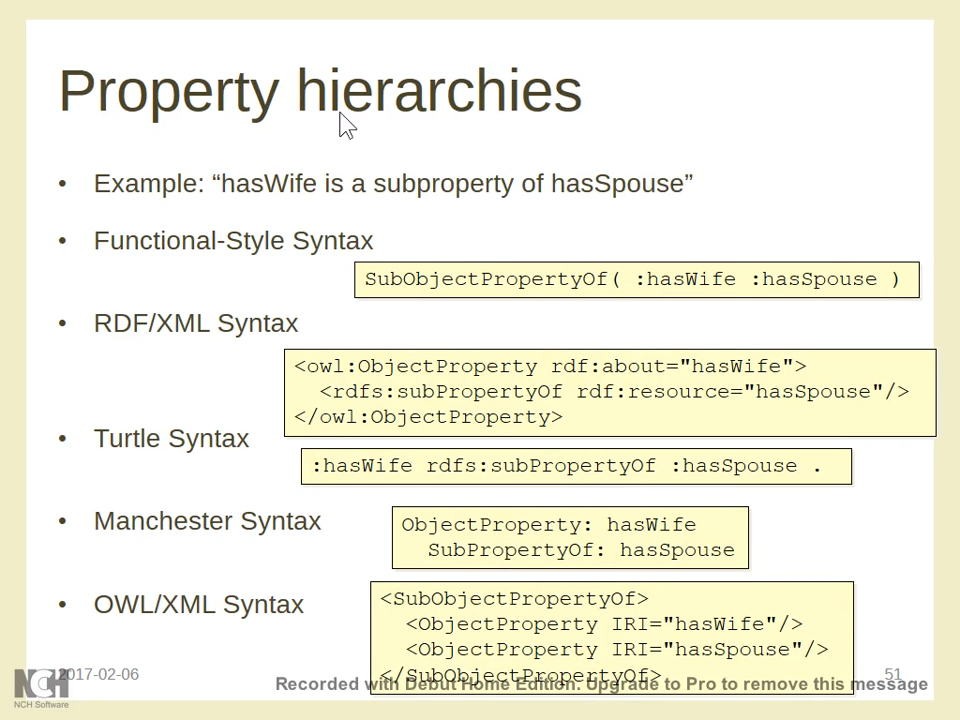 Property hierarchies
• Example: “hasWife is a subproperty of hasSpouse”
• Functional-Style Syntax
SubObjectPropertyOf( :hasWife :hasSpouse )
• RDF/XML Syntax
<owl:ObjectProperty rdf:about="hasWife">
<rdfs:subPropertyOf rdf:resource="hasSpouse"/>
</owl:ObjectProperty>
• Turtle Syntax
:hasWife rdfs:subPropertyOf :hasSpouse .
• Manchester Syntax
ObjectProperty: hasWife
SubPropertyOf: hasSpouse
• OWL/XML Syntax
<SubObjectPropertyOf>
<ObjectProperty IRI="hasWife"/>
<ObjectProperty IRI="hasSpouse"/>
</SubObjectPropertyOf>
2017-02-06
51
NCH
NCH Software
Recorded with Debut Home Edition. Upgrade to Pro to remove this message